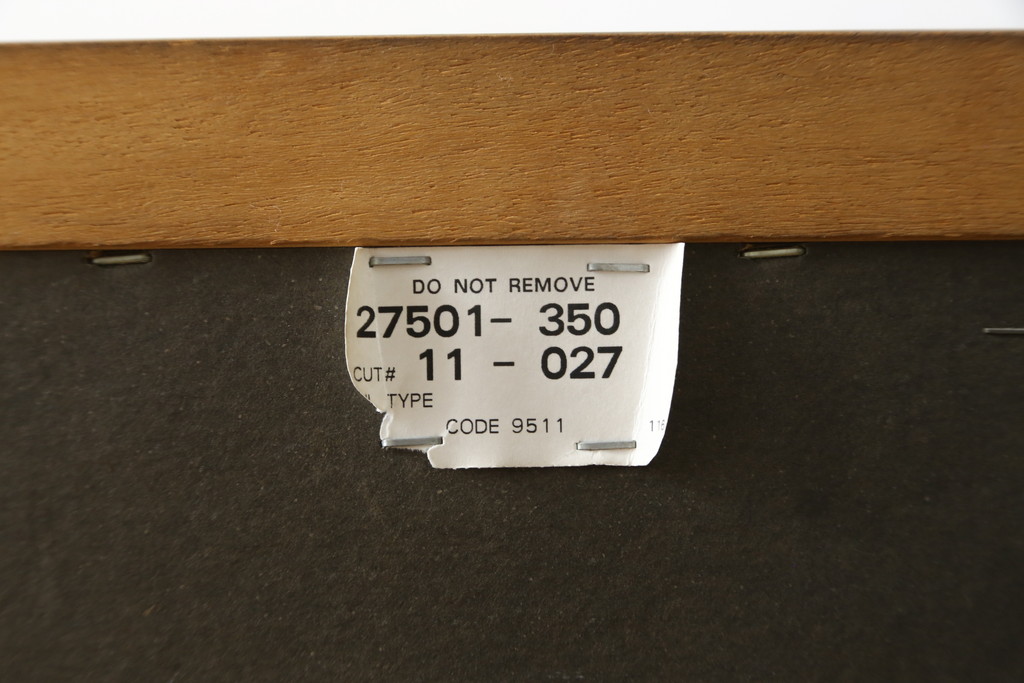 DO NOT REMOVE
27501- 350
CUT# 11 - 027
TYPE
CODE 9511